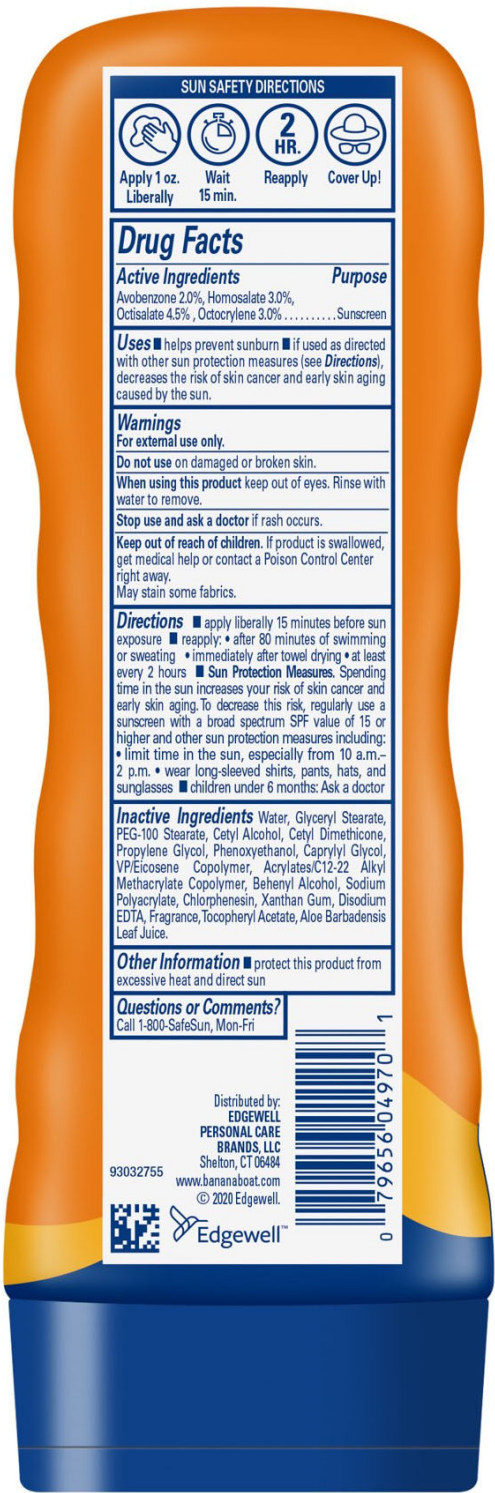 SUN SAFETY DIRECTIONS
Apply 1 oz. Liberally
Wait 15 min.
2 HR.
Reapply
Cover Up!
Drug Facts
Active Ingredients Purpose
Avobenzone 2.0%, Homosalate 3.0%,
Octisalate 4.5% , Octocrylene 3.0% . . . . . . . . . . Sunscreen
Uses ■ helps prevent sunburn ■ if used as directed
with other sun protection measures (see Directions),
decreases the risk of skin cancer and early skin aging
caused by the sun.
Warnings
For external use only.
Do not use on damaged or broken skin.
When using this product keep out of eyes. Rinse with
water to remove.
Stop use and ask a doctor if rash occurs.
Keep out of reach of children. If product is swallowed,
get medical help or contact a Poison Control Center
right away.
May stain some fabrics.
Directions ■ apply liberally 15 minutes before sun
exposure ■ reapply: • after 80 minutes of swimming
or sweating • immediately after towel drying • at least
every 2 hours ■ Sun Protection Measures. Spending
time in the sun increases your risk of skin cancer and
early skin aging. To decrease this risk, regularly use a
sunscreen with a broad spectrum SPF value of 15 or
higher and other sun protection measures including:
• limit time in the sun, especially from 10 a.m.–
2 p.m. • wear long-sleeved shirts, pants, hats, and
sunglasses ■ children under 6 months: Ask a doctor
Inactive Ingredients Water, Glyceryl Stearate,
PEG-100 Stearate, Cetyl Alcohol, Cetyl Dimethicone,
Propylene Glycol, Phenoxyethanol, Caprylyl Glycol,
VP/Eicosene Copolymer, Acrylates/C12-22 Alkyl
Methacrylate Copolymer, Behenyl Alcohol, Sodium
Polyacrylate, Chlorphenesin, Xanthan Gum, Disodium
EDTA, Fragrance, Tocopheryl Acetate, Aloe Barbadensis
Leaf Juice.
Other Information ■ protect this product from
excessive heat and direct sun
Questions or Comments?
Call 1-800-SafeSun, Mon-Fri
Distributed by:
EDGEWELL
PERSONAL CARE
BRANDS, LLC
Shelton, CT 06484
www.bananaboat.com
© 2020 Edgewell.
93032755
Edgewell™
0 79656 04970 1